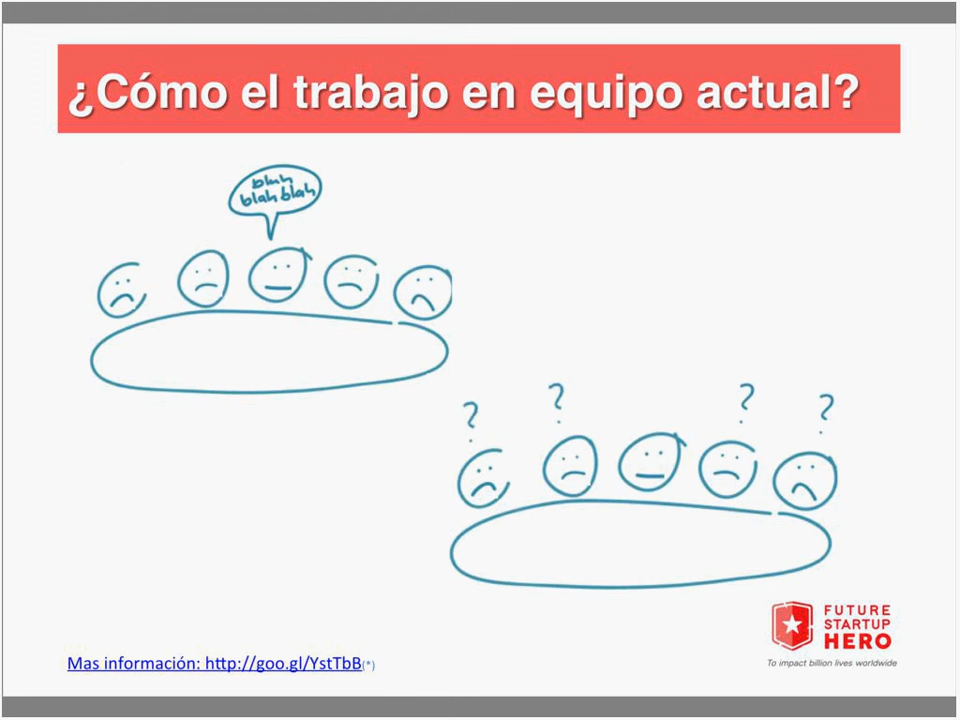 ¿Cómo el trabajo en equipo actual?
bluh
blah blah
? ? ? ?
Mas información: http://goo.gl/YstTbB(*)
FUTURE
STARTUP
HERO
To impact billion lives worldwide